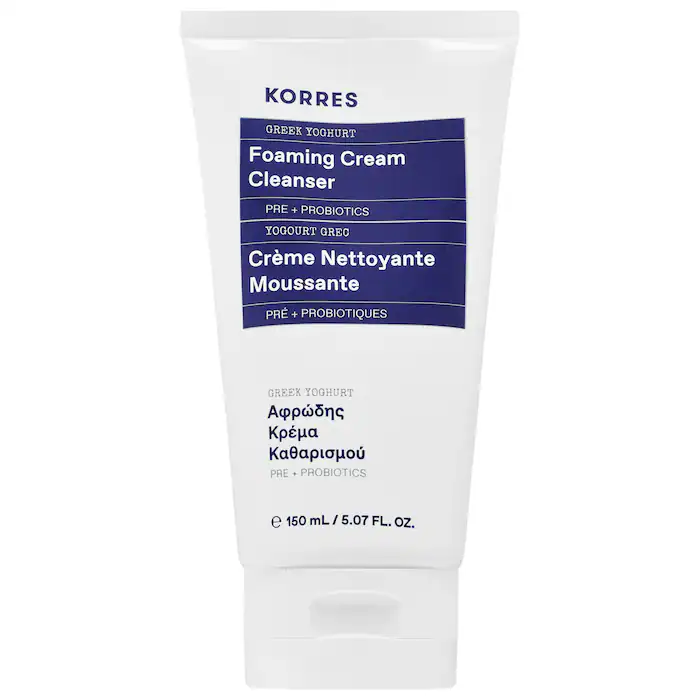 KORRES
GREEK YOGHURT
Foaming Cream
Cleanser
PRE + PROBIOTICS
YOGOURT GREC
Crème Nettoyante
Moussante
PRÉ + PROBIOTIQUES
GREEK YOGHURT
Αφρώδης
Κρέμα
Καθαρισμού
PRE + PROBIOTICS
℮ 150 mL / 5.07 FL. OZ.